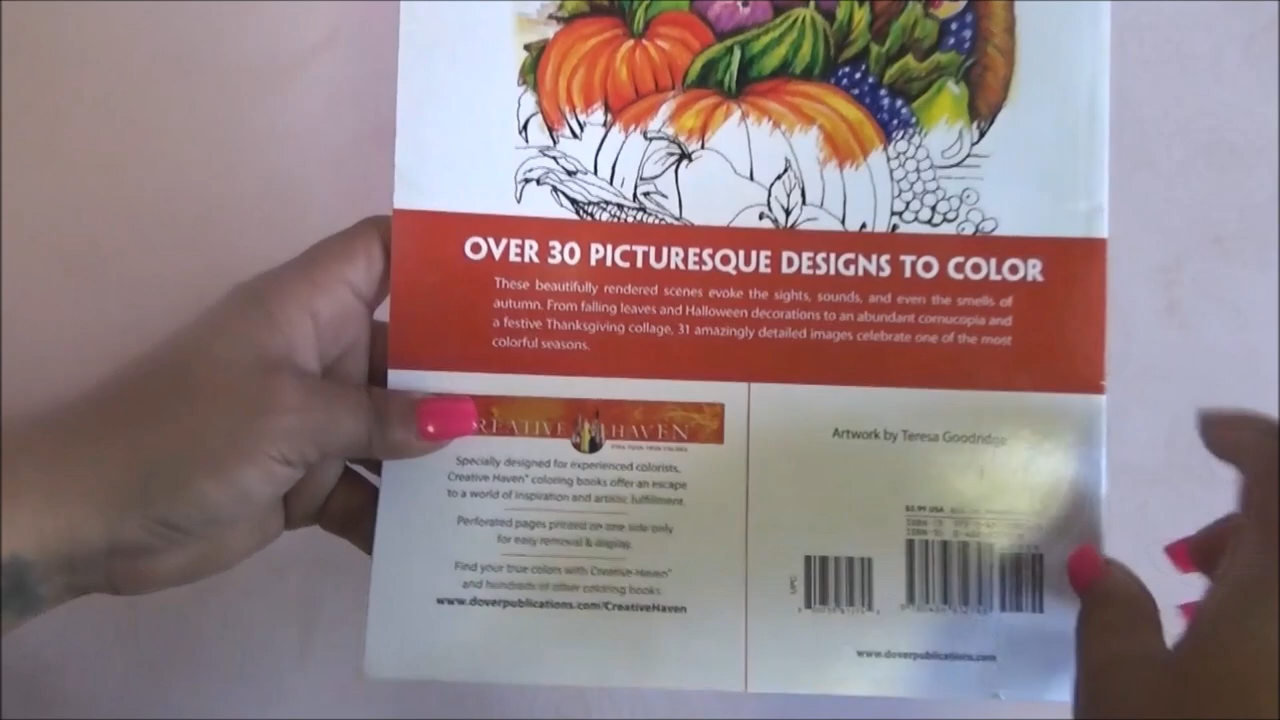 OVER 30 PICTURESQUE DESIGNS TO COLOR
These beautifully rendered scenes evoke the sights, sounds, and even the smells of
autumn. From falling leaves and Halloween decorations to an abundant cornucopia and
a festive Thanksgiving collage, 31 amazingly detailed images celebrate one of the most
colorful seasons.
REATIVE HAVEN
Specially designed for experienced colorists,
Creative Haven® coloring books offer an escape
to a world of inspiration and artistic fulfillment.
Perforated pages printed on one side only
for easy removal & display.
Find your true colors with Creative Haven®
and hundreds of other coloring books
www.doverpublications.com/CreativeHaven
Artwork by Teresa Goodridge
$5.99 USA
UPC
www.doverpublications.com